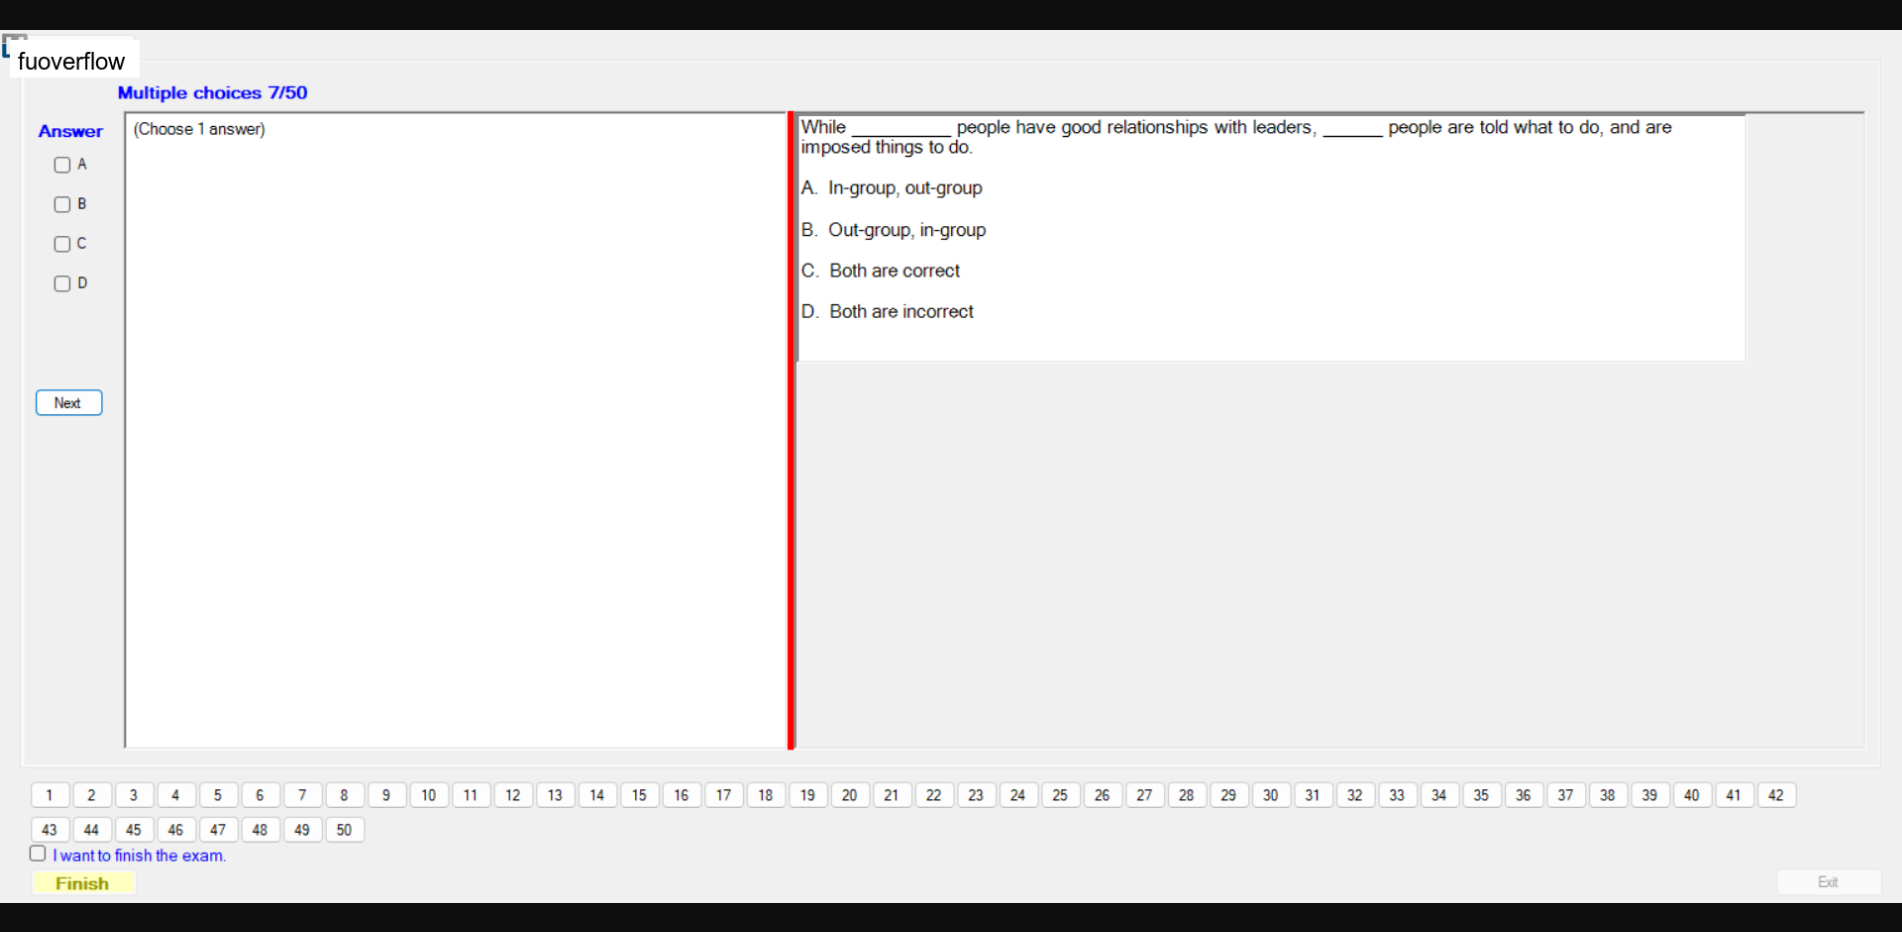 fuoverflow
Multiple choices 7/50
Answer
(Choose 1 answer)
A
B
C
D
Next
While __________ people have good relationships with leaders, ______ people are told what to do, and are
imposed things to do.
A. In-group, out-group
B. Out-group, in-group
C. Both are correct
D. Both are incorrect
1 2 3 4 5 6 7 8 9 10 11 12 13 14 15 16 17 18 19 20 21 22 23 24 25 26 27 28 29 30 31 32 33 34 35 36 37 38 39 40 41 42
43 44 45 46 47 48 49 50
I want to finish the exam.
Finish
Exit